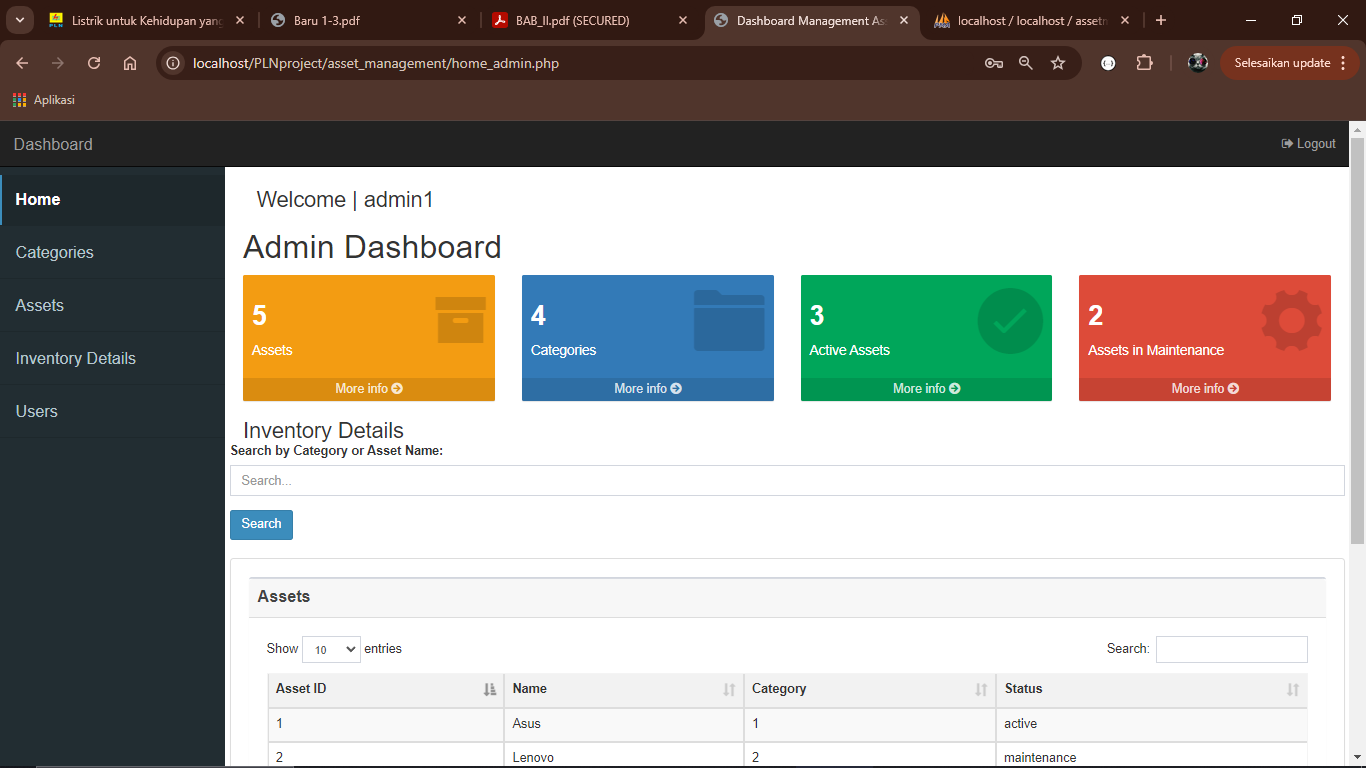 Listrik untuk Kehidupan yang
Baru 1-3.pdf
BAB_II.pdf (SECURED)
Dashboard Management As
localhost / localhost / assetm
localhost/PLNproject/asset_management/home_admin.php
Selesaikan update
Aplikasi
Dashboard
Logout
Home
Categories
Assets
Inventory Details
Users
Welcome | admin1
Admin Dashboard
5
Assets
More info
4
Categories
More info
3
Active Assets
More info
2
Assets in Maintenance
More info
Inventory Details
Search by Category or Asset Name:
Search...
Search
Assets
Show 10 entries
Search:
Asset ID Name Category Status
1 Asus 1 active
2 Lenovo 2 maintenance